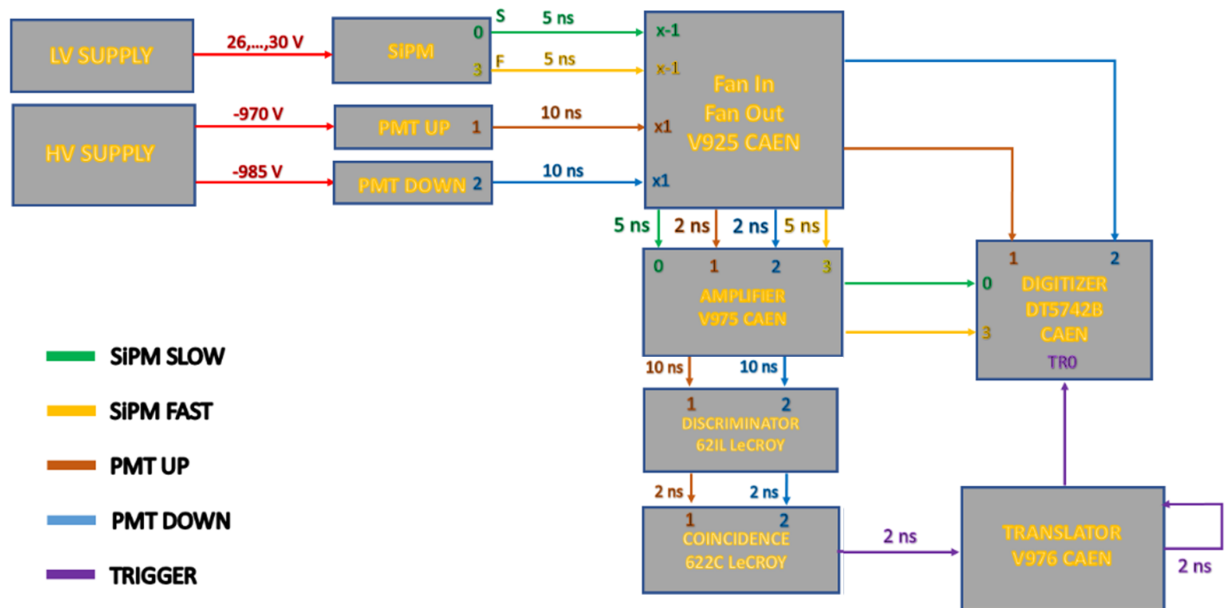 LV SUPPLY
26,...,30 V
SiPM
0
3
S
5 ns
F
5 ns
HV SUPPLY
-970 V
PMT UP 1
10 ns
-985 V
PMT DOWN 2
10 ns
x-1
x-1
x1
x1
Fan In
Fan Out
V925 CAEN
5 ns
2 ns
2 ns
5 ns
0
1
2
3
AMPLIFIER
V975 CAEN
1
2
0
DIGITIZER
DT5742B
3
CAEN
TR0
10 ns
10 ns
1
2
DISCRIMINATOR
62IL LeCROY
2 ns
2 ns
1
2
COINCIDENCE
622C LeCROY
2 ns
TRANSLATOR
V976 CAEN
2 ns
SiPM SLOW
SiPM FAST
PMT UP
PMT DOWN
TRIGGER